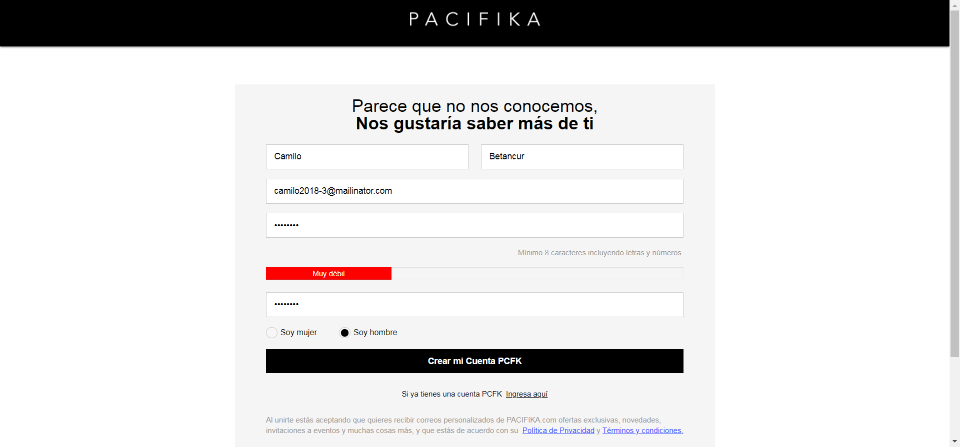 PACIFIKA
Parece que no nos conocemos,
Nos gustaría saber más de ti
Camilo
Betancur
camilo2018-3@mailinator.com
••••••••
Mínimo 8 caracteres incluyendo letras y números
Muy débil
••••••••
Soy mujer
Soy hombre
Crear mi Cuenta PCFK
Si ya tienes una cuenta PCFK Ingresa aquí
Al unirte estás aceptando que quieres recibir correos personalizados de PACIFIKA.com ofertas exclusivas, novedades,
invitaciones a eventos y muchas cosas más, y que estás de acuerdo con su Política de Privacidad y Términos y condiciones.